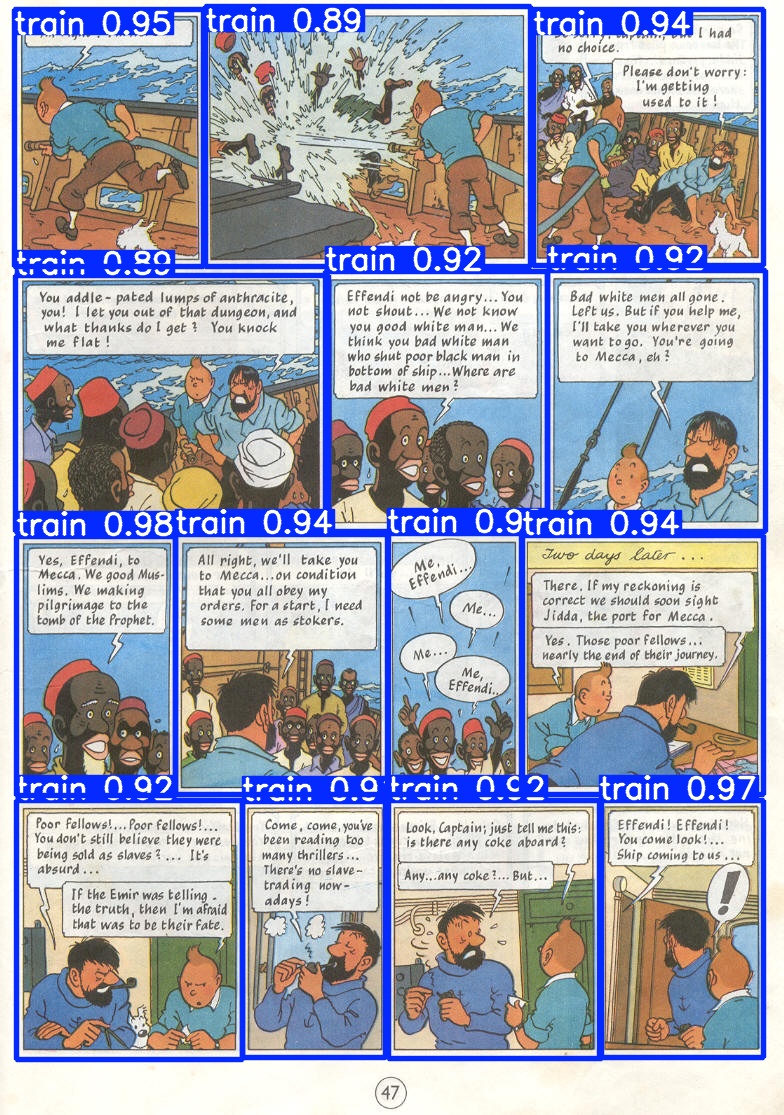 train 0.95
train 0.89
train 0.94
I had
no choice.
Please don't worry:
I'm getting
used to it!
train 0.89
train 0.92
train 0.92
You addle-pated lumps of anthracite,
you! I let you out of that dungeon, and
what thanks do I get? You knock
me flat!
Effendi not be angry... You
not shout... We not know
you good white man... We
think you bad white man
who shut poor black man in
bottom of ship... Where are
bad white men?
Bad white men all gone.
Left us. But if you help me,
I'll take you wherever you
want to go. You're going
to Mecca, eh?
train 0.98
train 0.94
train 0.9
train 0.94
Yes, Effendi, to
Mecca. We good Mus-
lims. We making
pilgrimage to the
tomb of the Prophet.
All right, we'll take you
to Mecca...on condition
that you all obey my
orders. For a start, I need
some men as stokers.
Me,
Effendi...
Me...
Me...
Me,
Effendi..
Two days later...
There. If my reckoning is
correct we should soon sight
Jidda, the port for Mecca.
Yes. Those poor fellows...
nearly the end of their journey.
train 0.92
train 0.9
train 0.92
train 0.97
Poor fellows!...Poor fellows!...
You don't still believe they were
being sold as slaves?... It's
absurd...
If the Emir was telling
the truth, then I'm afraid
that was to be their fate.
Come, come, you've
been reading too
many thrillers...
There's no slave-
trading now-
adays!
Look, Captain; just tell me this:
is there any coke aboard?
Any...any coke?... But...
Effendi! Effendi!
You come look!...
Ship coming to us...
!
47